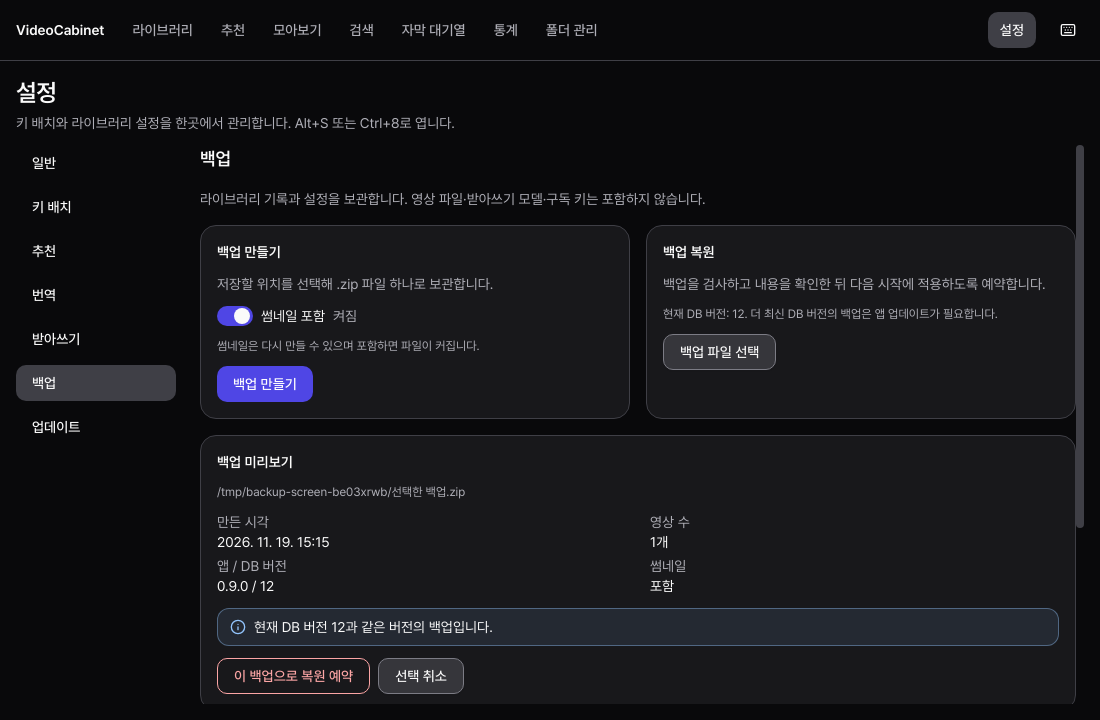 VideoCabinet 라이브러리 추천 모아보기 검색 자막 대기열 통계 폴더 관리 설정
설정
키 배치와 라이브러리 설정을 한곳에서 관리합니다. Alt+S 또는 Ctrl+8로 엽니다.
일반
키 배치
추천
번역
받아쓰기
백업
업데이트
백업
라이브러리 기록과 설정을 보관합니다. 영상 파일·받아쓰기 모델·구독 키는 포함하지 않습니다.
백업 만들기
저장할 위치를 선택해 .zip 파일 하나로 보관합니다.
썸네일 포함 켜짐
썸네일은 다시 만들 수 있으며 포함하면 파일이 커집니다.
백업 만들기
백업 복원
백업을 검사하고 내용을 확인한 뒤 다음 시작에 적용하도록 예약합니다.
현재 DB 버전: 12. 더 최신 DB 버전의 백업은 앱 업데이트가 필요합니다.
백업 파일 선택
백업 미리보기
/tmp/backup-screen-be03xrwb/선택한 백업.zip
만든 시각
2026. 11. 19. 15:15
영상 수
1개
앱 / DB 버전
0.9.0 / 12
썸네일
포함
현재 DB 버전 12과 같은 버전의 백업입니다.
이 백업으로 복원 예약
선택 취소